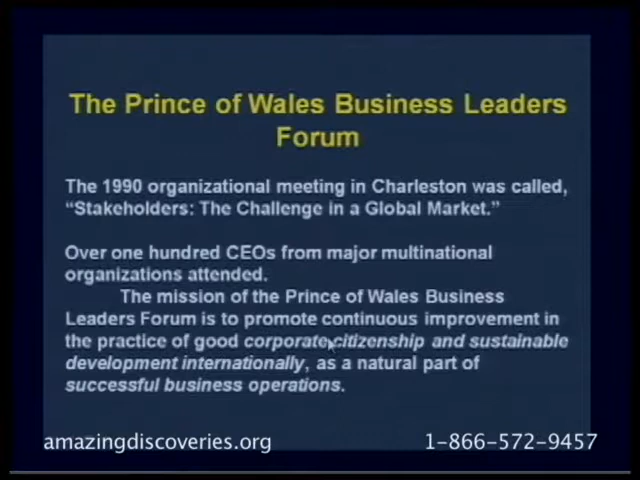 The Prince of Wales Business Leaders
Forum
The 1990 organizational meeting in Charleston was called,
“Stakeholders: The Challenge in a Global Market.”
Over one hundred CEOs from major multinational
organizations attended.
The mission of the Prince of Wales Business
Leaders Forum is to promote continuous improvement in
the practice of good corporate citizenship and sustainable
development internationally, as a natural part of
successful business operations.
amazingdiscoveries.org
1-866-572-9457